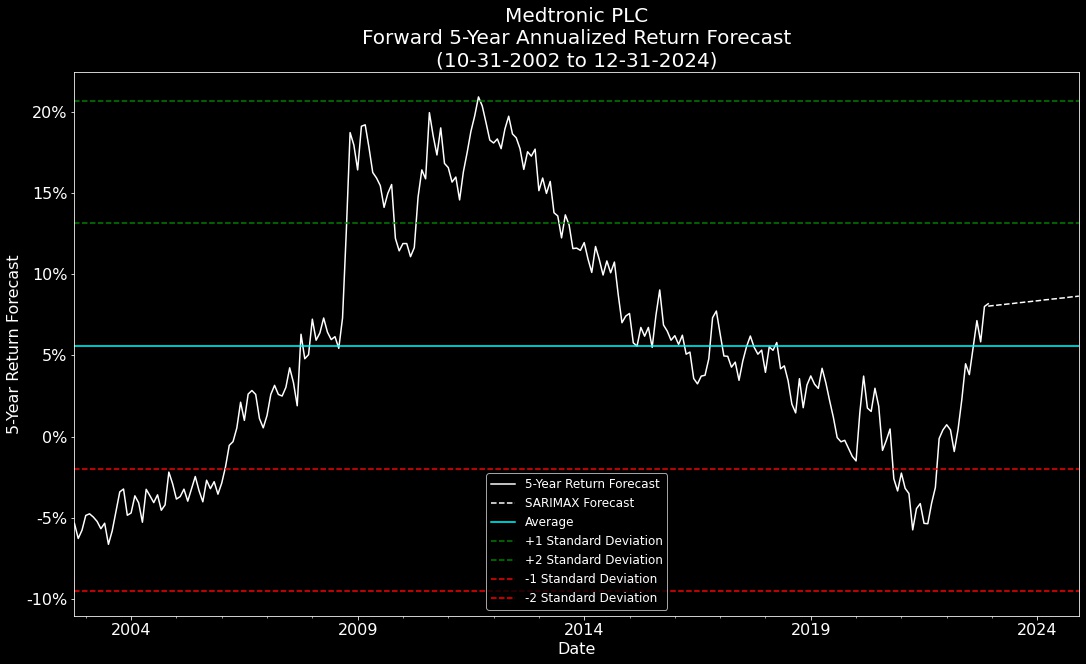 Medtronic PLC
Forward 5-Year Annualized Return Forecast
(10-31-2002 to 12-31-2024)
20%
15%
10%
5%
0%
-5%
-10%
5-Year Return Forecast
5-Year Return Forecast
SARIMAX Forecast
Average
+1 Standard Deviation
+2 Standard Deviation
-1 Standard Deviation
-2 Standard Deviation
2004 2009 2014 2019 2024
Date